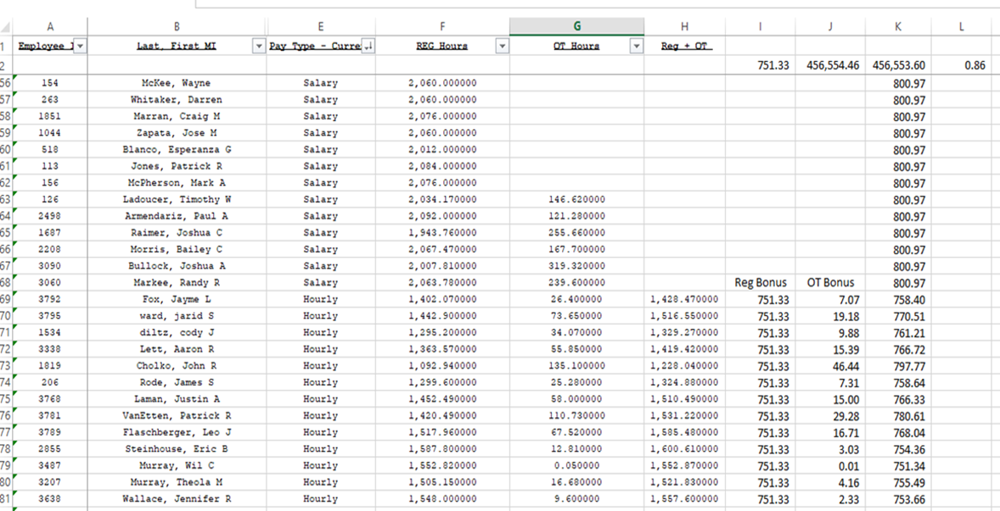 A B E F G H I J K L
1 Employee I Last, First MI Pay Type - Curre REG Hours OT Hours Reg + OT
2 751.33 456,554.46 456,553.60 0.86
56 154 McKee, Wayne Salary 2,060.000000 800.97
57 263 Whitaker, Darren Salary 2,060.000000 800.97
58 1851 Marran, Craig M Salary 2,076.000000 800.97
59 1044 Zapata, Jose M Salary 2,060.000000 800.97
60 518 Blanco, Esperanza G Salary 2,012.000000 800.97
61 113 Jones, Patrick R Salary 2,084.000000 800.97
62 156 McPherson, Mark A Salary 2,076.000000 800.97
63 126 Ladoucer, Timothy W Salary 2,034.170000 146.620000 800.97
64 2498 Armendariz, Paul A Salary 2,092.000000 121.280000 800.97
65 1687 Raimer, Joshua C Salary 1,943.760000 255.660000 800.97
66 2208 Morris, Bailey C Salary 2,067.470000 167.700000 800.97
67 3090 Bullock, Joshua A Salary 2,007.810000 319.320000 800.97
68 3060 Markee, Randy R Salary 2,063.780000 239.600000 Reg Bonus OT Bonus 800.97
69 3792 Fox, Jayme L Hourly 1,402.070000 26.400000 1,428.470000 751.33 7.07 758.40
70 3795 ward, jarid S Hourly 1,442.900000 73.650000 1,516.550000 751.33 19.18 770.51
71 1534 diltz, cody J Hourly 1,295.200000 34.070000 1,329.270000 751.33 9.88 761.21
72 3338 Lett, Aaron R Hourly 1,363.570000 55.850000 1,419.420000 751.33 15.39 766.72
73 1819 Cholko, John R Hourly 1,092.940000 135.100000 1,228.040000 751.33 46.44 797.77
74 206 Rode, James S Hourly 1,299.600000 25.280000 1,324.880000 751.33 7.31 758.64
75 3768 Laman, Justin A Hourly 1,452.490000 58.000000 1,510.490000 751.33 15.00 766.33
76 3781 VanEtten, Patrick R Hourly 1,420.490000 110.730000 1,531.220000 751.33 29.28 780.61
77 3789 Flaschberger, Leo J Hourly 1,517.960000 67.520000 1,585.480000 751.33 16.71 768.04
78 2855 Steinhouse, Eric B Hourly 1,587.800000 12.810000 1,600.610000 751.33 3.03 754.36
79 3487 Murray, Wil C Hourly 1,552.820000 0.050000 1,552.870000 751.33 0.01 751.34
80 3207 Murray, Theola M Hourly 1,505.150000 16.680000 1,521.830000 751.33 4.16 755.49
81 3638 Wallace, Jennifer R Hourly 1,548.000000 9.600000 1,557.600000 751.33 2.33 753.66